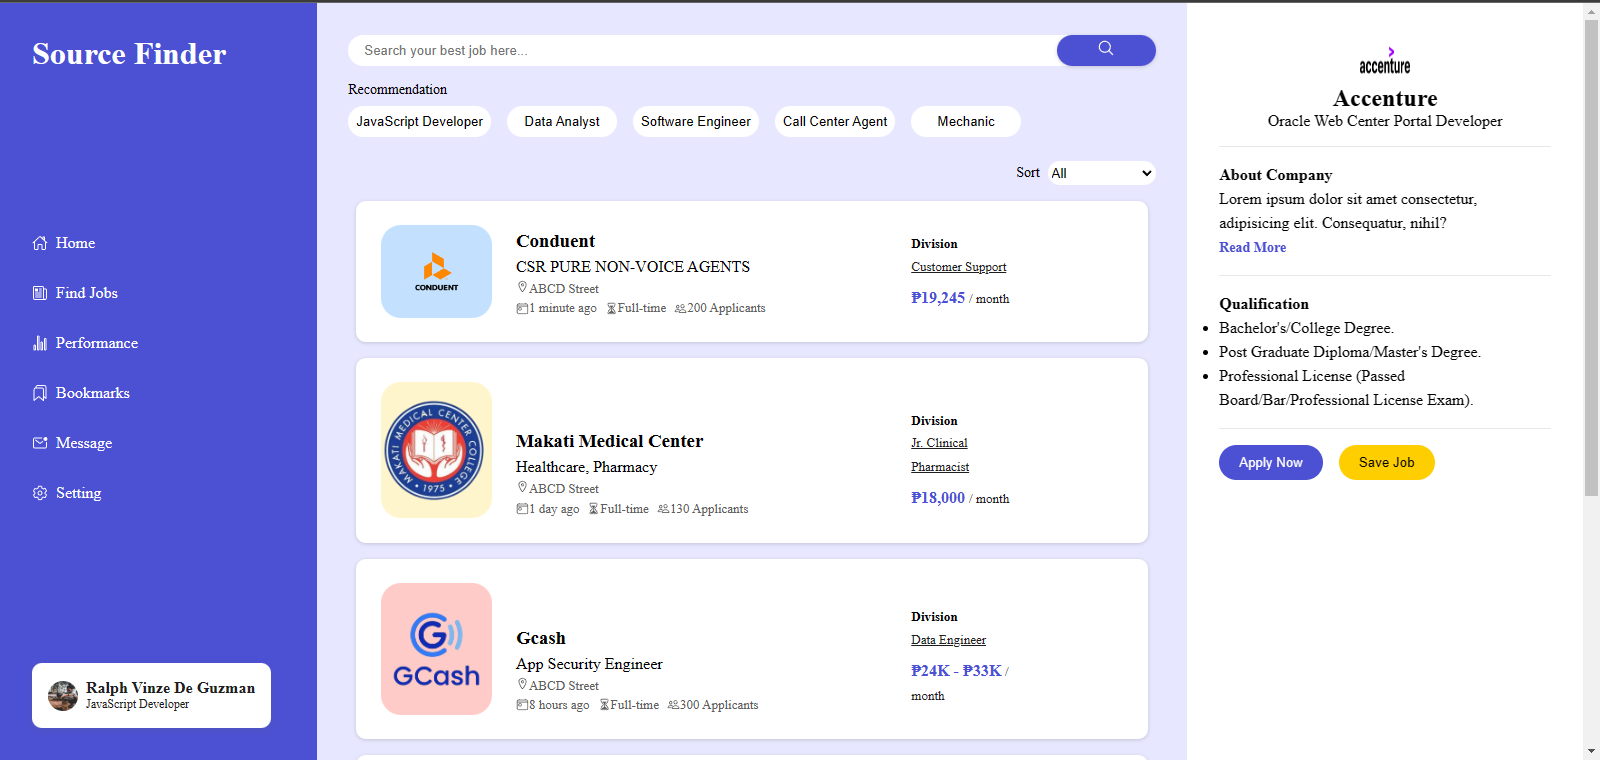 Source Finder
Home
Find Jobs
Performance
Bookmarks
Message
Setting
Ralph Vinze De Guzman
JavaScript Developer
Search your best job here...
Recommendation
JavaScript Developer
Data Analyst
Software Engineer
Call Center Agent
Mechanic
Sort
All
CONDUENT
Conduent
CSR PURE NON-VOICE AGENTS
ABCD Street
1 minute ago Full-time 200 Applicants
Division
Customer Support
₱19,245 / month
MAKATI MEDICAL CENTER COLLEGE
• 1975 •
Makati Medical Center
Healthcare, Pharmacy
ABCD Street
1 day ago Full-time 130 Applicants
Division
Jr. Clinical
Pharmacist
₱18,000 / month
GCash
Gcash
App Security Engineer
ABCD Street
8 hours ago Full-time 300 Applicants
Division
Data Engineer
₱24K - ₱33K /
month
accenture
Accenture
Oracle Web Center Portal Developer
About Company
Lorem ipsum dolor sit amet consectetur,
adipisicing elit. Consequatur, nihil?
Read More
Qualification
• Bachelor's/College Degree.
• Post Graduate Diploma/Master's Degree.
• Professional License (Passed
Board/Bar/Professional License Exam).
Apply Now
Save Job